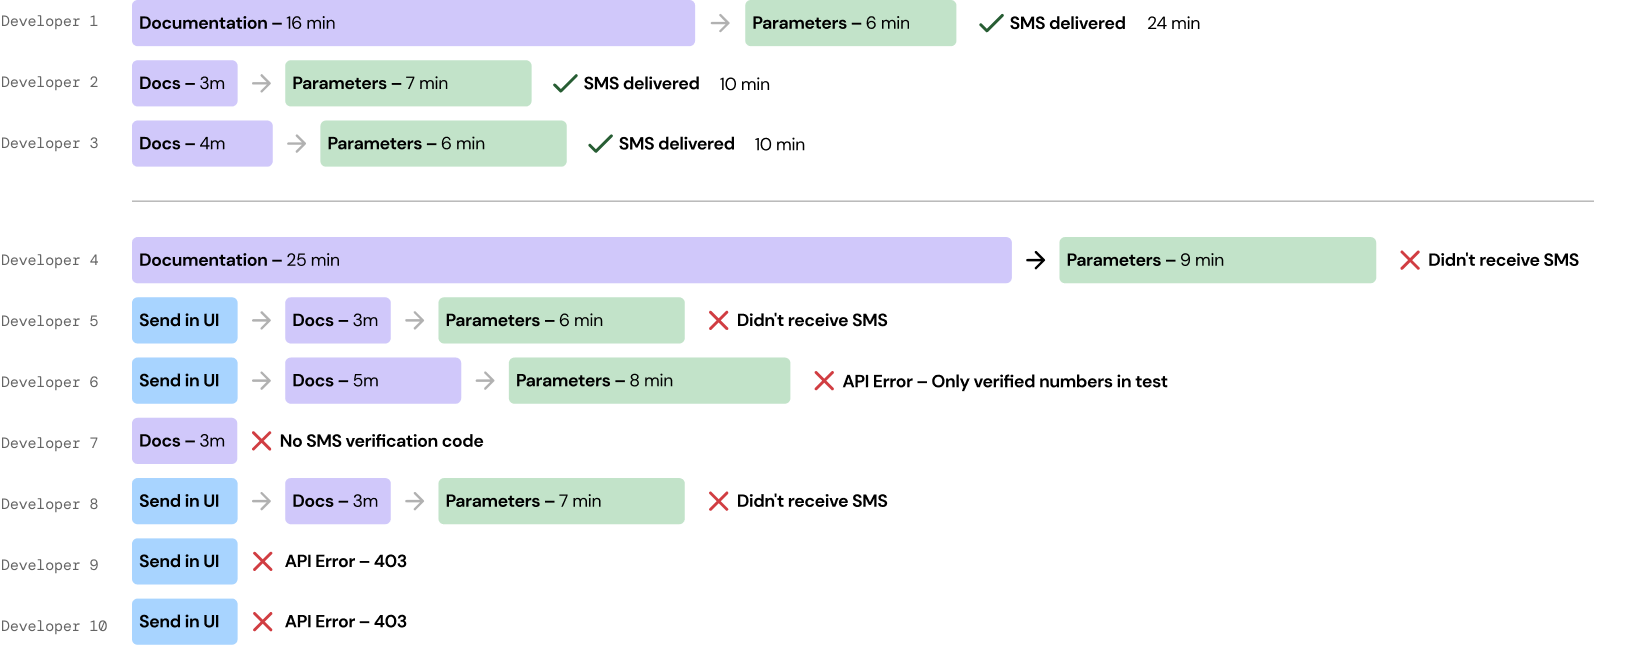 Developer 1 Documentation – 16 min → Parameters – 6 min SMS delivered 24 min
Developer 2 Docs – 3m → Parameters – 7 min SMS delivered 10 min
Developer 3 Docs – 4m → Parameters – 6 min SMS delivered 10 min
Developer 4 Documentation – 25 min → Parameters – 9 min Didn't receive SMS
Developer 5 Send in UI → Docs – 3m → Parameters – 6 min Didn't receive SMS
Developer 6 Send in UI → Docs – 5m → Parameters – 8 min API Error – Only verified numbers in test
Developer 7 Docs – 3m No SMS verification code
Developer 8 Send in UI → Docs – 3m → Parameters – 7 min Didn't receive SMS
Developer 9 Send in UI API Error – 403
Developer 10 Send in UI API Error – 403